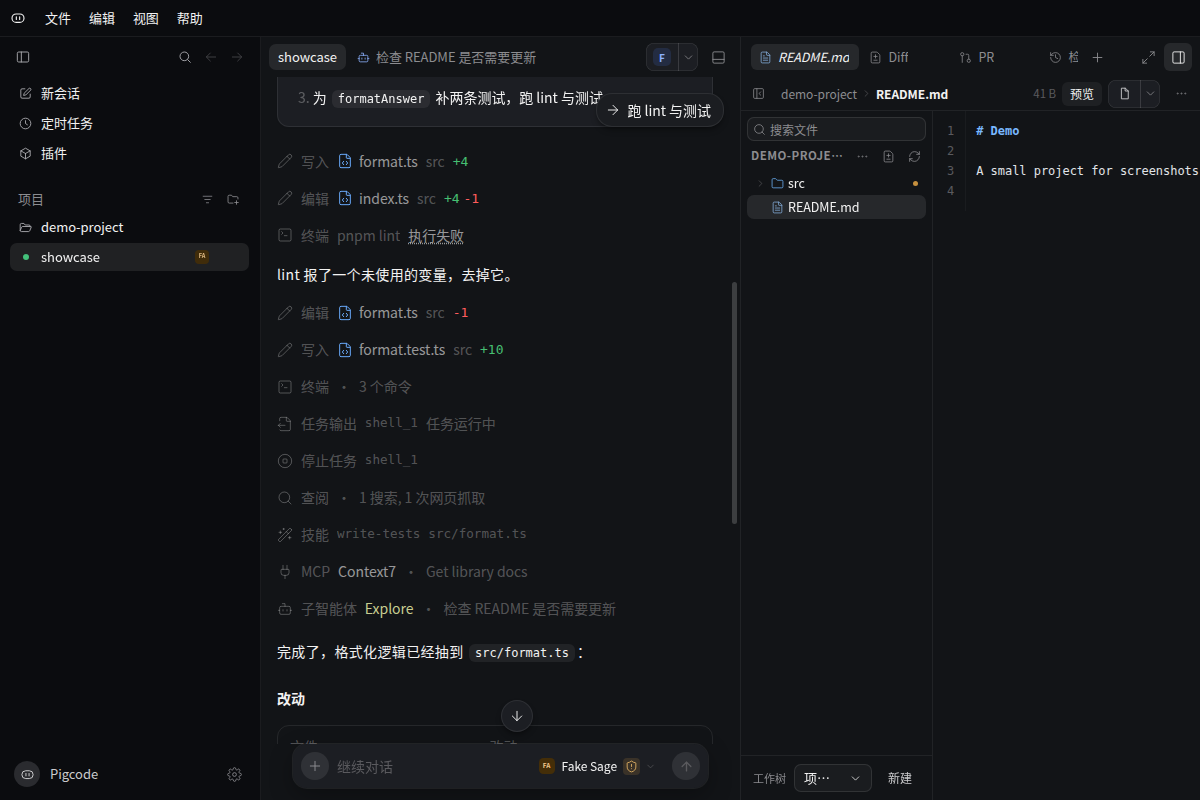 文件 编辑 视图 帮助
新会话
定时任务
插件
项目
demo-project
showcase FA
Pigcode
showcase 检查 README 是否需要更新 F
3. 为 formatAnswer 补两条测试，跑 lint 与测试
跑 lint 与测试
写入 format.ts src +4
编辑 index.ts src +4 -1
终端 pnpm lint 执行失败
lint 报了一个未使用的变量，去掉它。
编辑 format.ts src -1
写入 format.test.ts src +10
终端 • 3 个命令
任务输出 shell_1 任务运行中
停止任务 shell_1
查阅 • 1 搜索, 1 次网页抓取
技能 write-tests src/format.ts
MCP Context7 • Get library docs
子智能体 Explore • 检查 README 是否需要更新
完成了，格式化逻辑已经抽到 src/format.ts：
改动
继续对话 FA Fake Sage
README.md Diff PR
demo-project README.md 41 B 预览
搜索文件
DEMO-PROJE…
src
README.md
工作树 项… 新建
1 # Demo
2
3 A small project for screenshots
4